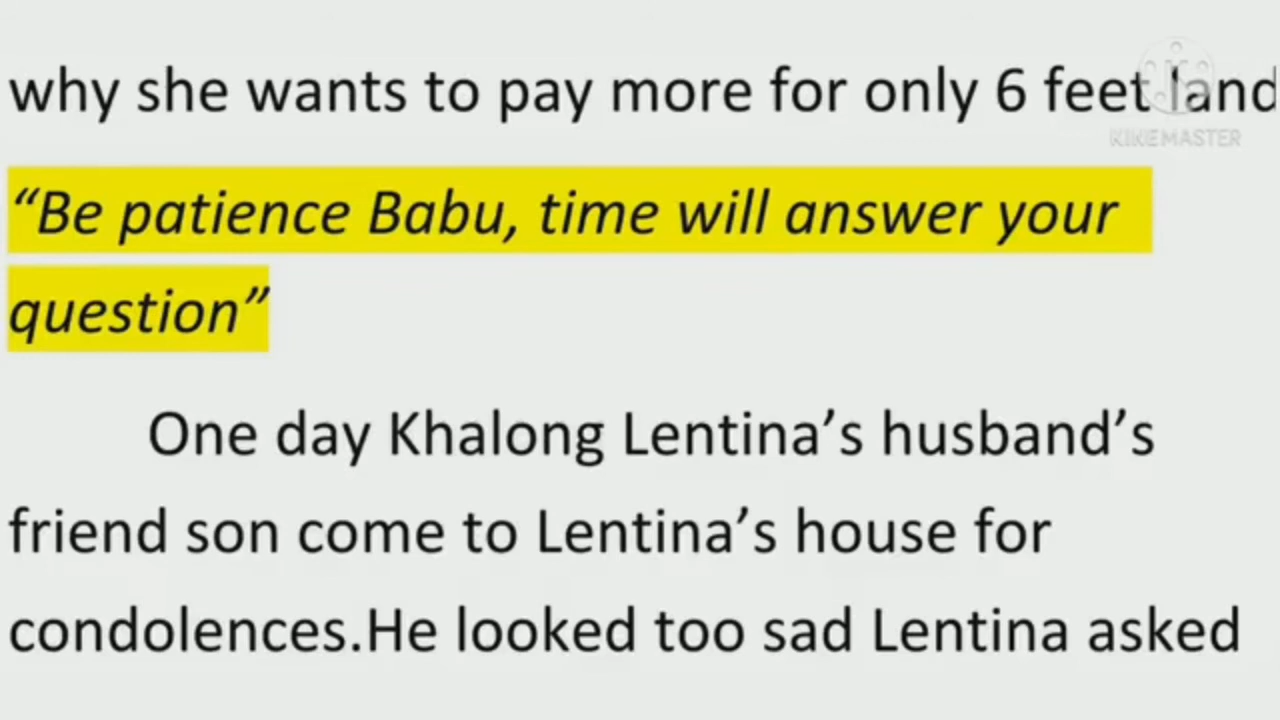 why she wants to pay more for only 6 feet land
“Be patience Babu, time will answer your
question”
One day Khalong Lentina’s husband’s
friend son come to Lentina’s house for
condolences.He looked too sad Lentina asked
KINEMASTER